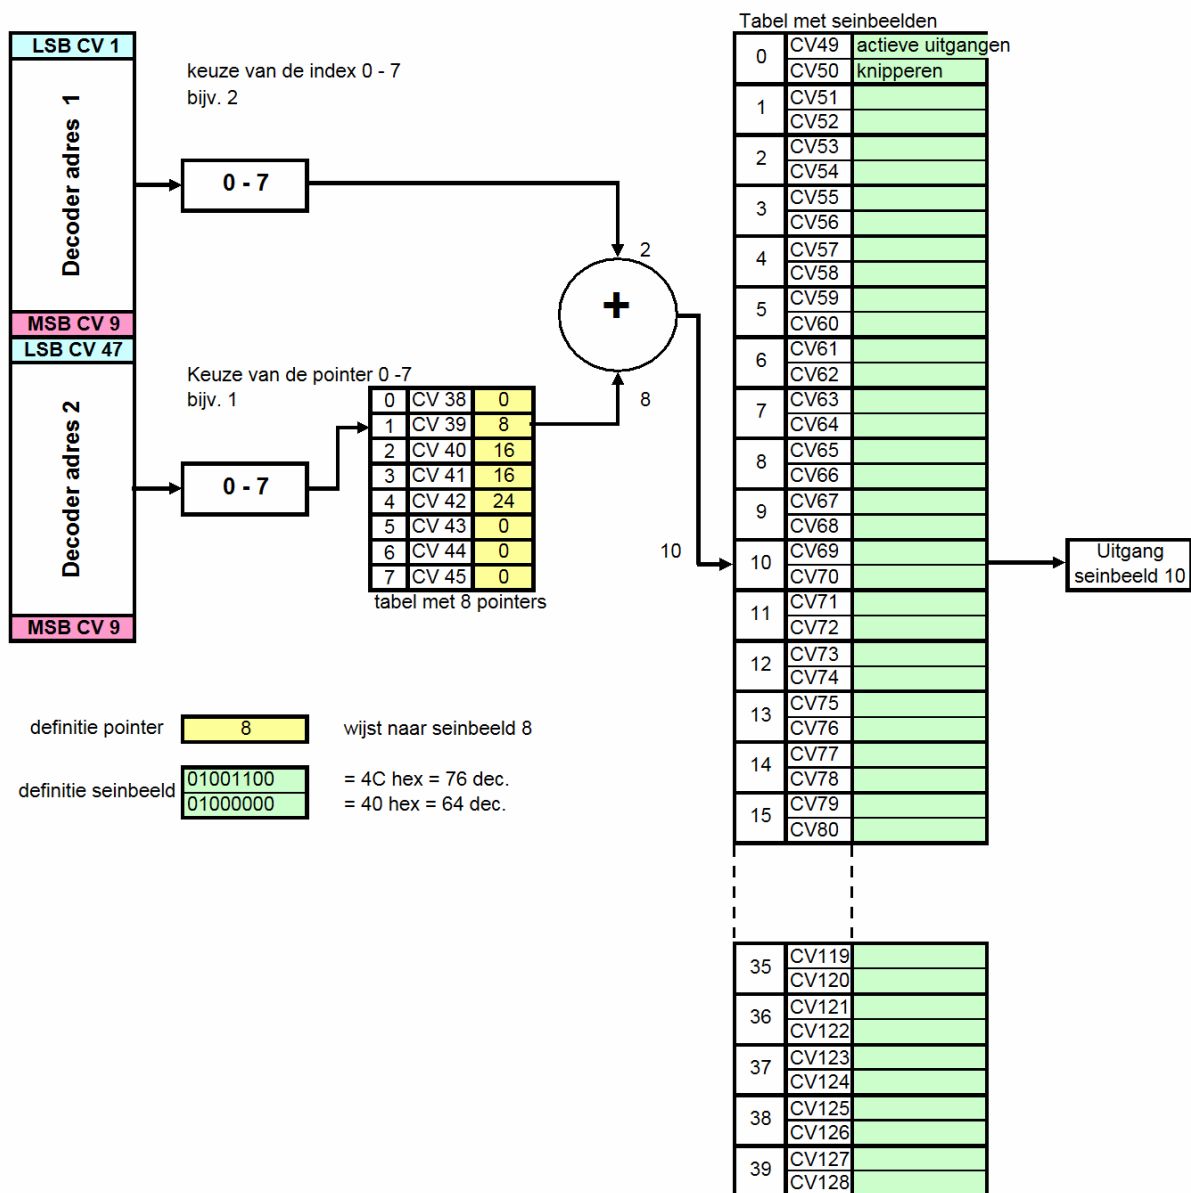 LSB CV 1
Decoder adres 1
MSB CV 9
LSB CV 47
Decoder adres 2
MSB CV 9
keuze van de index 0 - 7
bijv. 2
0 - 7
Keuze van de pointer 0 -7
bijv. 1
0 - 7
0 CV 38 0
1 CV 39 8
2 CV 40 16
3 CV 41 16
4 CV 42 24
5 CV 43 0
6 CV 44 0
7 CV 45 0
tabel met 8 pointers
2
+
8
10
definitie pointer 8 wijst naar seinbeeld 8
definitie seinbeeld
01001100 = 4C hex = 76 dec.
01000000 = 40 hex = 64 dec.
Tabel met seinbeelden
0 CV49 actieve uitgangen
CV50 knipperen
1 CV51
CV52
2 CV53
CV54
3 CV55
CV56
4 CV57
CV58
5 CV59
CV60
6 CV61
CV62
7 CV63
CV64
8 CV65
CV66
9 CV67
CV68
10 CV69
CV70
11 CV71
CV72
12 CV73
CV74
13 CV75
CV76
14 CV77
CV78
15 CV79
CV80
35 CV119
CV120
36 CV121
CV122
37 CV123
CV124
38 CV125
CV126
39 CV127
CV128
Uitgang
seinbeeld 10